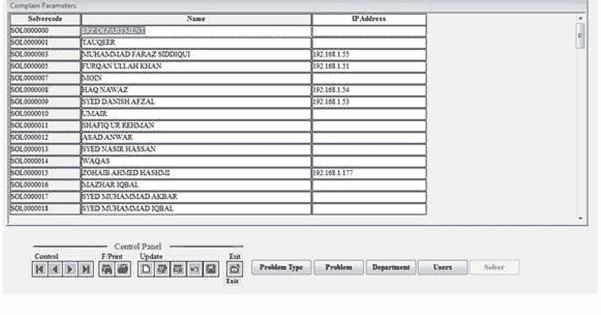 Complain Parameters
Solvercode Name IP Address
SOL0000000 ERP DEPARTMENT
SOL0000001 TAUQEER
SOL0000003 MUHAMMAD FARAZ SIDDIQUI 192.168.1.55
SOL0000005 FURQAN ULLAH KHAN 192.168.1.51
SOL0000007 MOIN
SOL0000008 HAQ NAWAZ 192.168.1.54
SOL0000009 SYED DANISH AFZAL 192.168.1.53
SOL0000010 UMAIR
SOL0000011 SHAFIQ UR REHMAN
SOL0000012 ASAD ANWAR
SOL0000013 SYED NASIR HASSAN
SOL0000014 WAQAS
SOL0000015 ZOHAIB AHMED HASHMI 192.168.1.177
SOL0000016 MAZHAR IQBAL
SOL0000017 SYED MUHAMMAD AKBAR
SOL0000018 SYED MUHAMMAD IQBAL
Control Panel
Control F/Print Update Exit
Problem Type Problem Department Users Solver
Exit